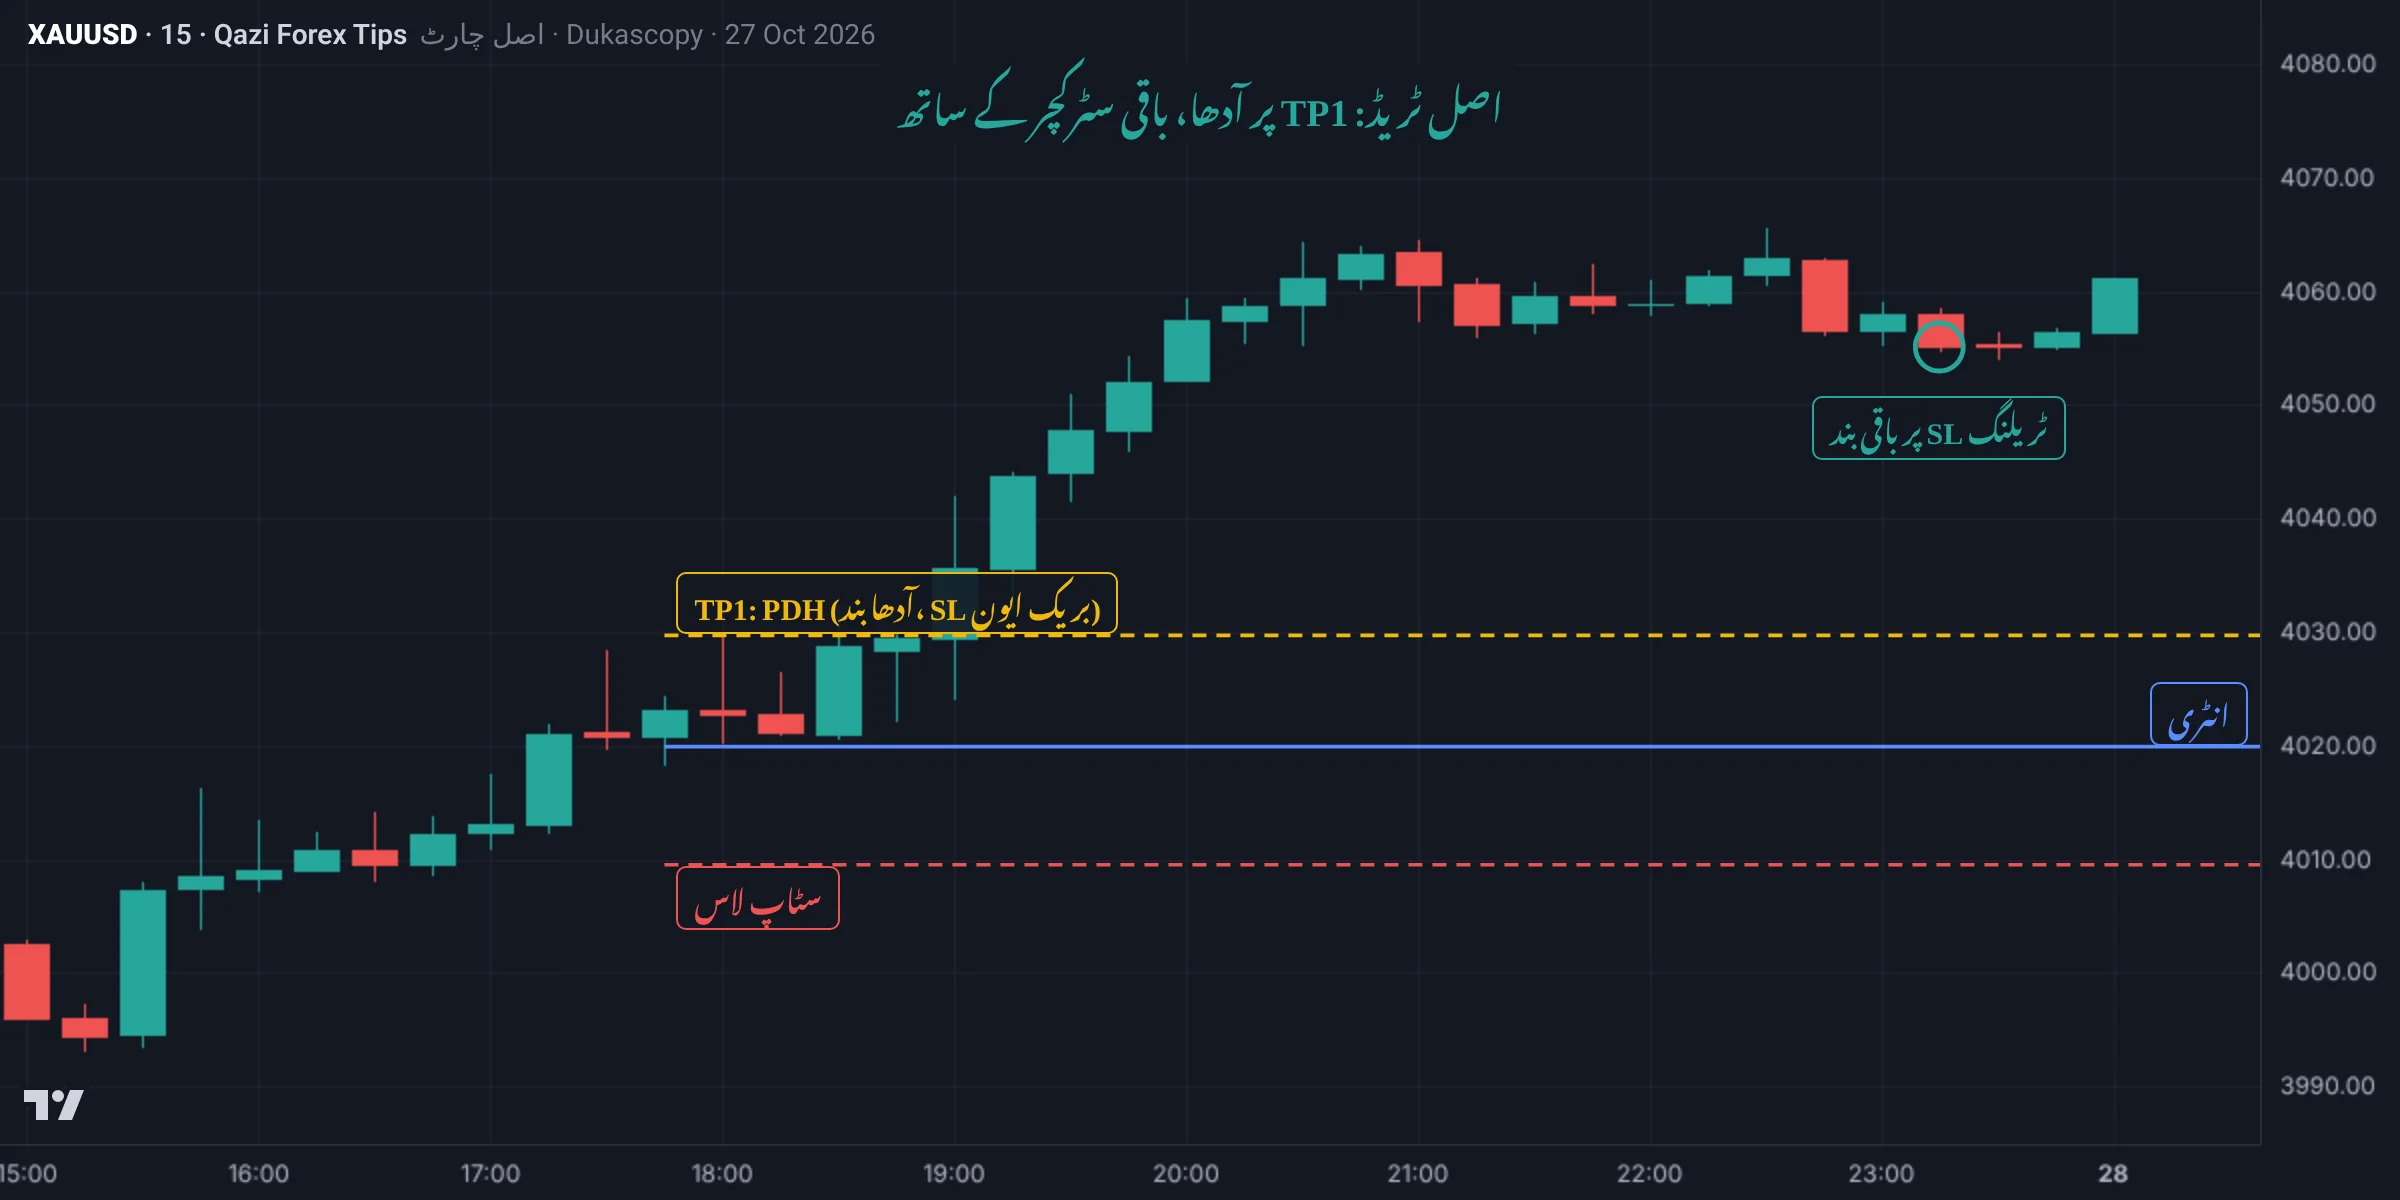 XAUUSD · 15 · Qazi Forex Tips اصل چارٹ · Dukascopy · 27 Oct 2026
اصل ٹریڈ: TP1 پر آدھا، باقی سٹرکچر کے ساتھ
4080.00
4070.00
4060.00
4050.00
ٹریلنگ SL پر باقی بند
4040.00
TP1: PDH (آدھا بند، SL بریک ایون)
4030.00
انٹری
4020.00
4010.00
سٹاپ لاس
4000.00
3990.00
15:00 16:00 17:00 18:00 19:00 20:00 21:00 22:00 23:00 28